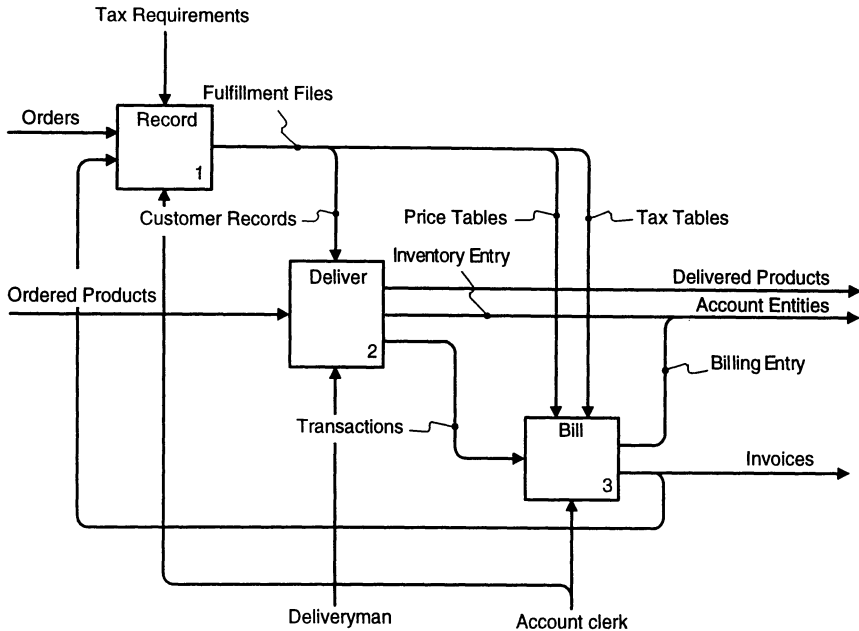 Tax Requirements
Fulfillment Files
Orders
Record
1
Customer Records
Price Tables
Tax Tables
Inventory Entry
Deliver
Delivered Products
Ordered Products
Account Entities
2
Billing Entry
Transactions
Bill
Invoices
3
Deliveryman
Account clerk